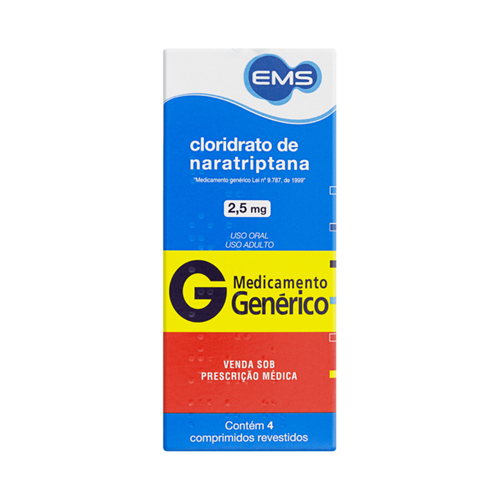 EMS
cloridrato de
naratriptana
"Medicamento genérico Lei nº 9.787, de 1999"
2,5 mg
USO ORAL
USO ADULTO
G Medicamento
Genérico
VENDA SOB
PRESCRIÇÃO MÉDICA
Contém 4
comprimidos revestidos